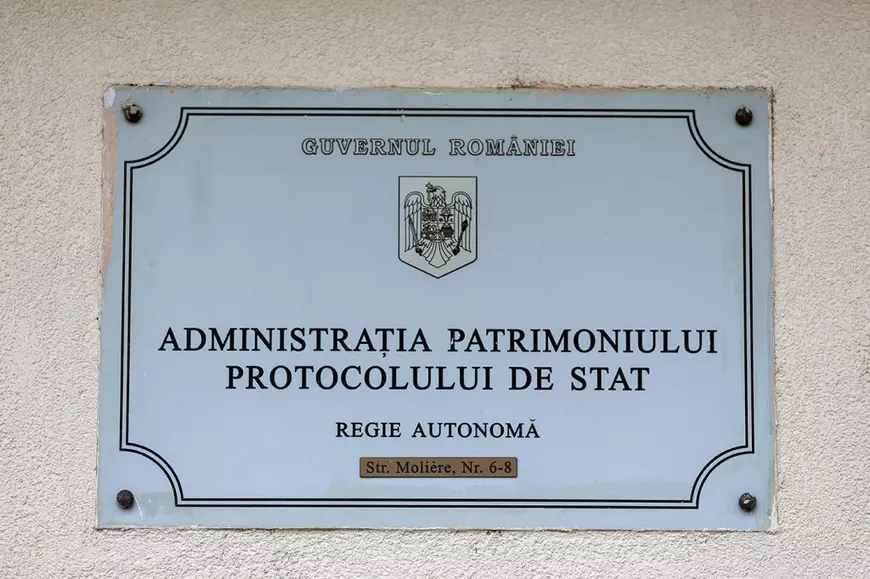 GUVERNUL ROMÂNIEI
ADMINISTRAȚIA PATRIMONIULUI
PROTOCOLULUI DE STAT
REGIE AUTONOMĂ
Str. Molière, Nr. 6-8